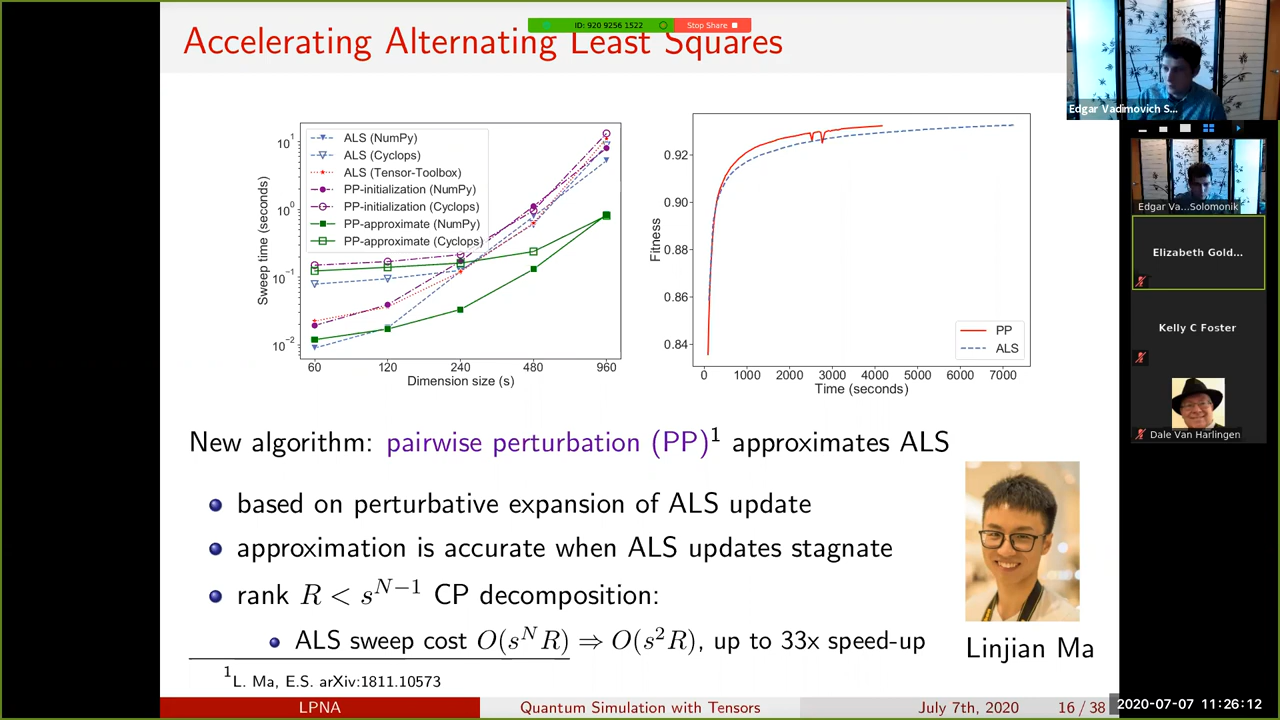 ID: 920 9256 1522
Stop Share
Accelerating Alternating Least Squares
ALS (NumPy)
ALS (Cyclops)
ALS (Tensor-Toolbox)
PP-initialization (NumPy)
PP-initialization (Cyclops)
PP-approximate (NumPy)
PP-approximate (Cyclops)
Sweep time (seconds)
10¹
10⁰
10⁻¹
10⁻²
60 120 240 480 960
Dimension size (s)
Fitness
0.92
0.90
0.88
0.86
0.84
PP
ALS
0 1000 2000 3000 4000 5000 6000 7000
Time (seconds)
New algorithm: pairwise perturbation (PP)¹ approximates ALS
based on perturbative expansion of ALS update
approximation is accurate when ALS updates stagnate
rank R < s^{N−1} CP decomposition:
ALS sweep cost O(s^N R) ⇒ O(s²R), up to 33x speed-up
Linjian Ma
¹L. Ma, E.S. arXiv:1811.10573
LPNA Quantum Simulation with Tensors July 7th, 2020 16 / 38
Edgar Vadimovich S...
Edgar Va...Solomonik
Elizabeth Gold...
Kelly C Foster
Dale Van Harlingen
2020-07-07 11:26:12